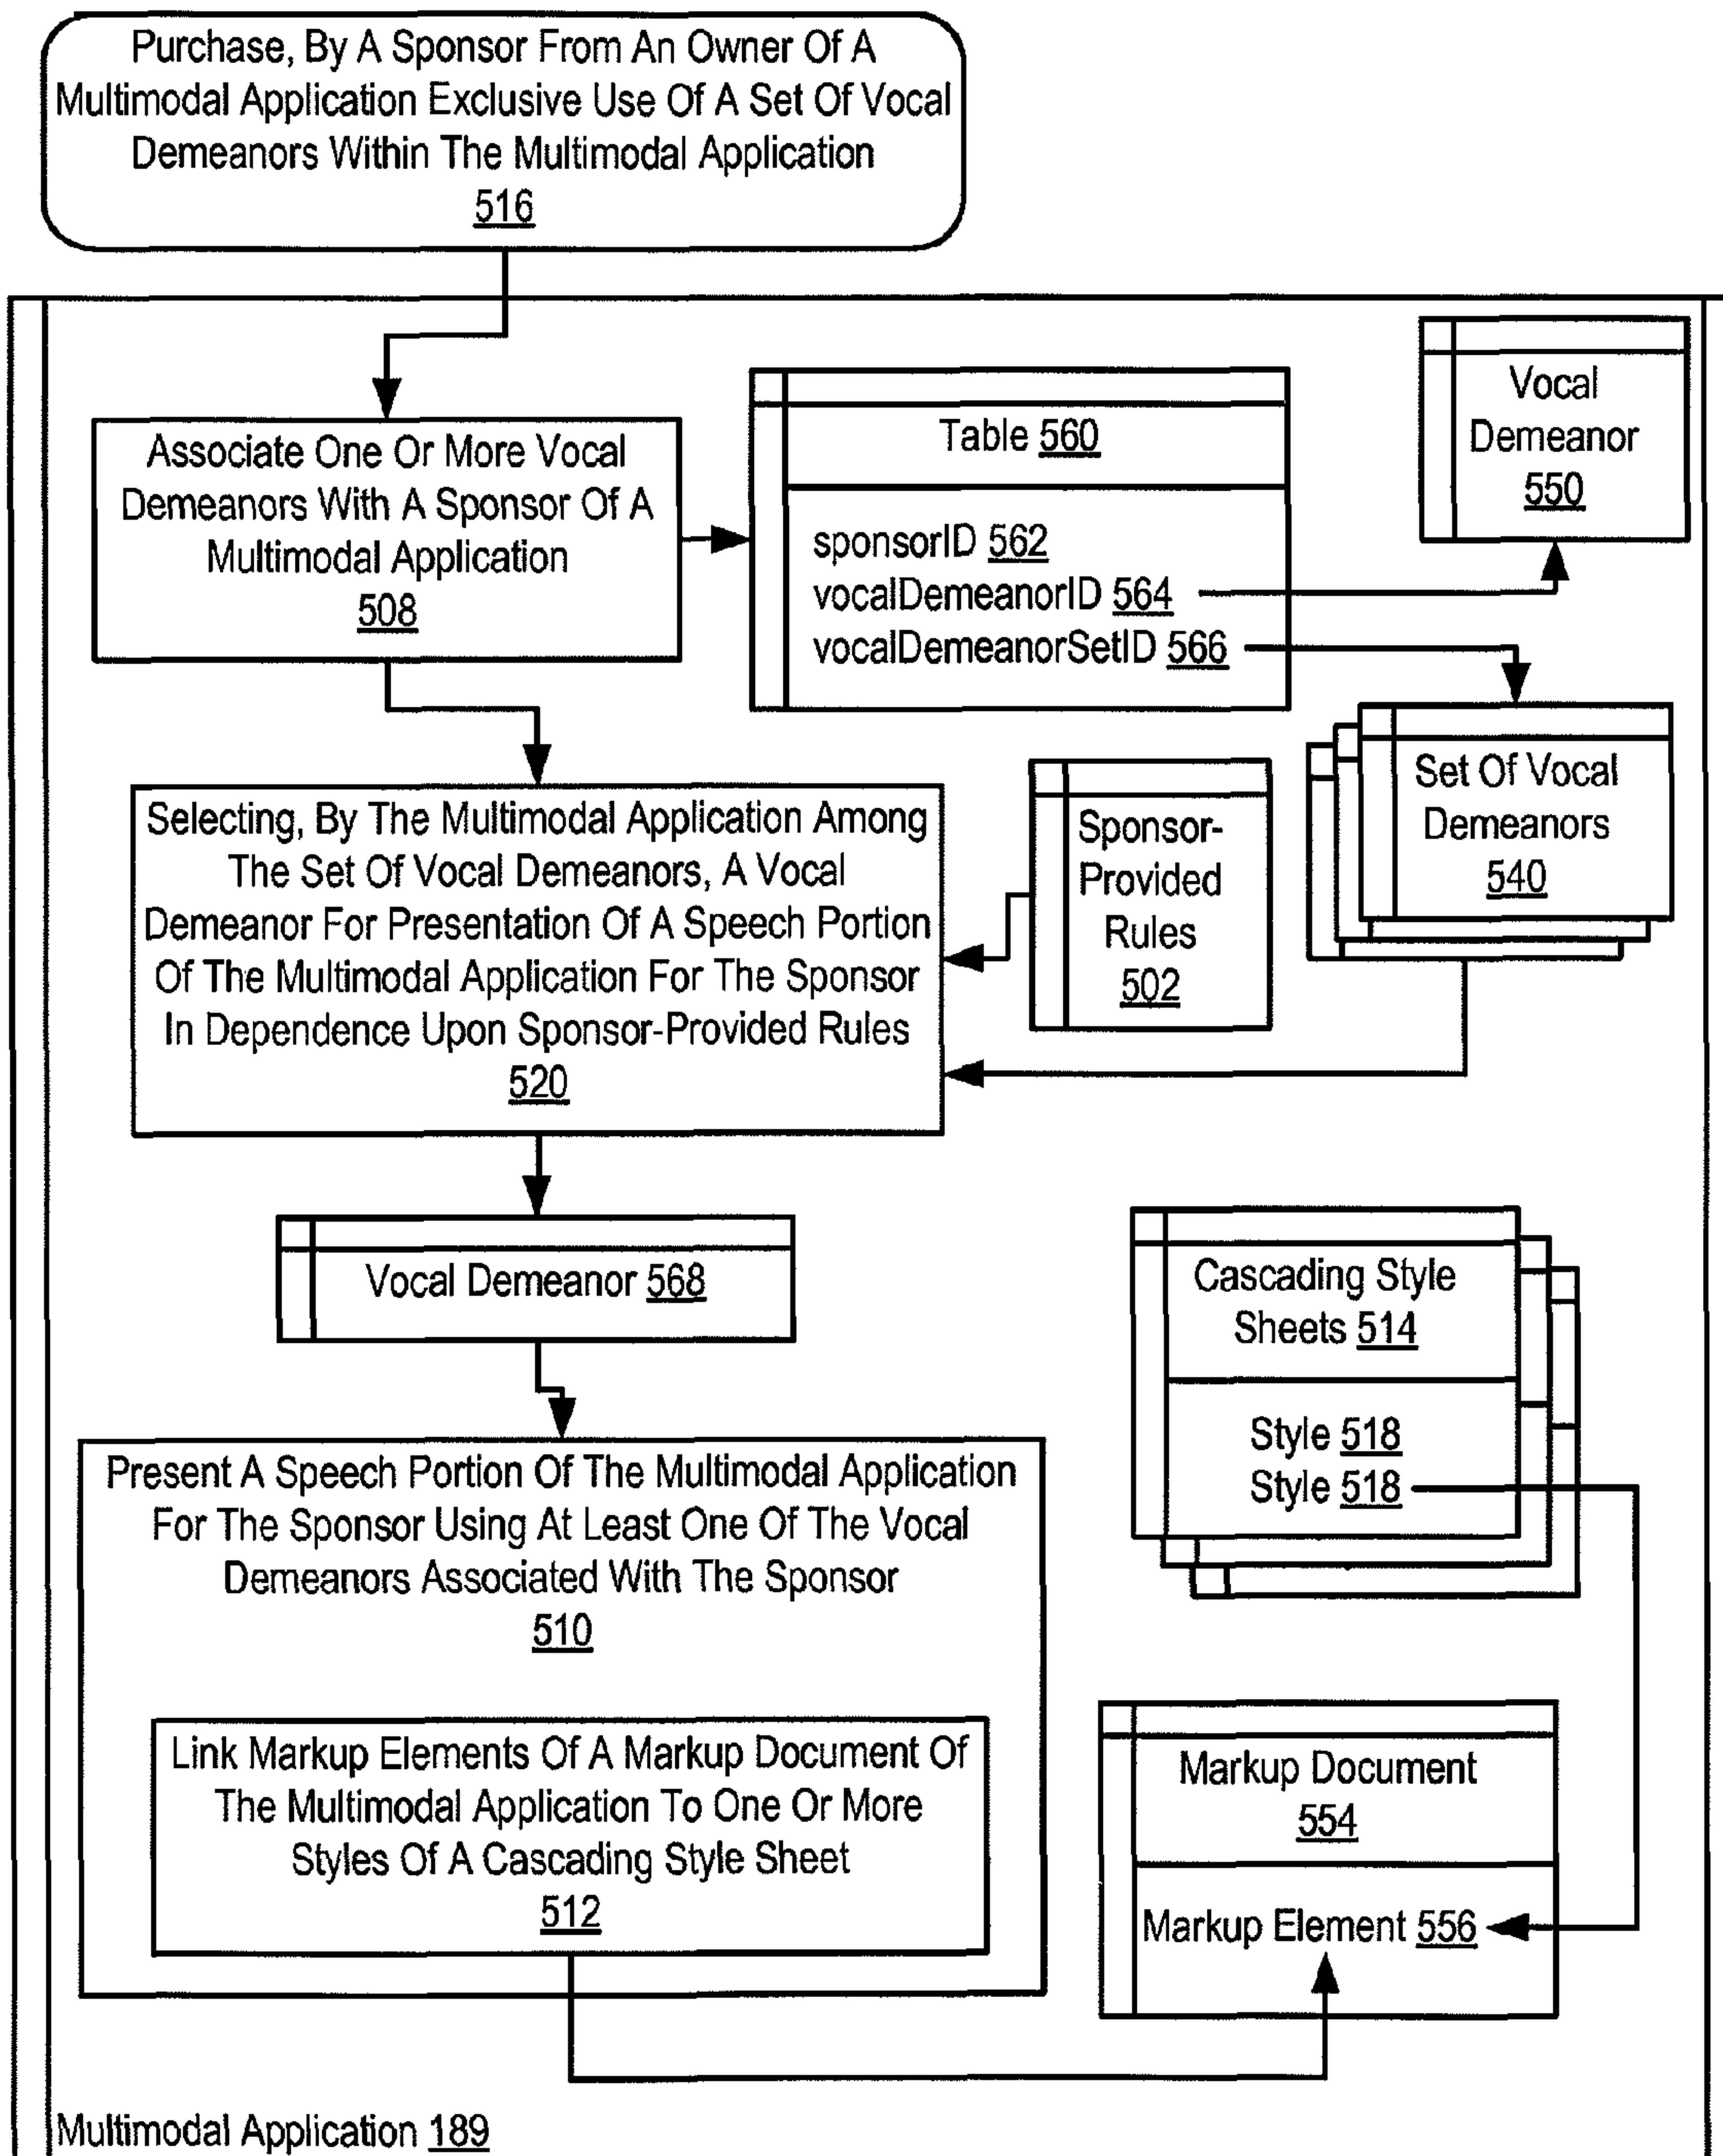 Purchase, By A Sponsor From An Owner Of A
Multimodal Application Exclusive Use Of A Set Of Vocal
Demeanors Within The Multimodal Application
516
Associate One Or More Vocal
Demeanors With A Sponsor Of A
Multimodal Application
508
Table 560
sponsorID 562
vocalDemeanorID 564
vocalDemeanorSetID 566
Vocal
Demeanor
550
Selecting, By The Multimodal Application Among
The Set Of Vocal Demeanors, A Vocal
Demeanor For Presentation Of A Speech Portion
Of The Multimodal Application For The Sponsor
In Dependence Upon Sponsor-Provided Rules
520
Sponsor-
Provided
Rules
502
Set Of Vocal
Demeanors
540
Vocal Demeanor 568
Cascading Style
Sheets 514
Style 518
Style 518
Present A Speech Portion Of The Multimodal Application
For The Sponsor Using At Least One Of The Vocal
Demeanors Associated With The Sponsor
510
Link Markup Elements Of A Markup Document Of
The Multimodal Application To One Or More
Styles Of A Cascading Style Sheet
512
Markup Document
554
Markup Element 556
Multimodal Application 189